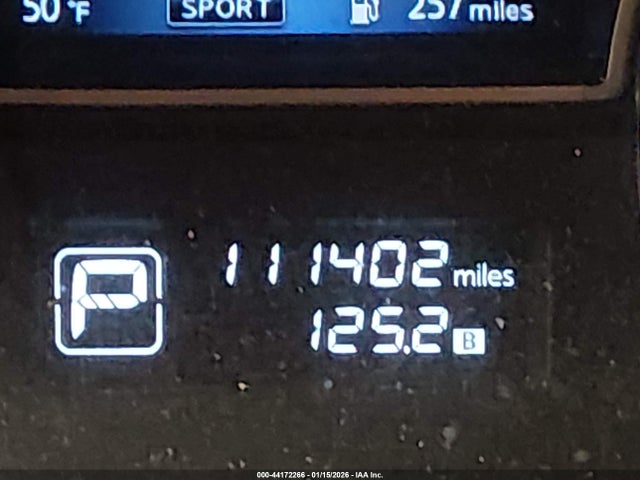 50°F SPORT 257 miles
P 111402 miles
125.2 B
000-44172266 - 01/15/2026 - IAA Inc.